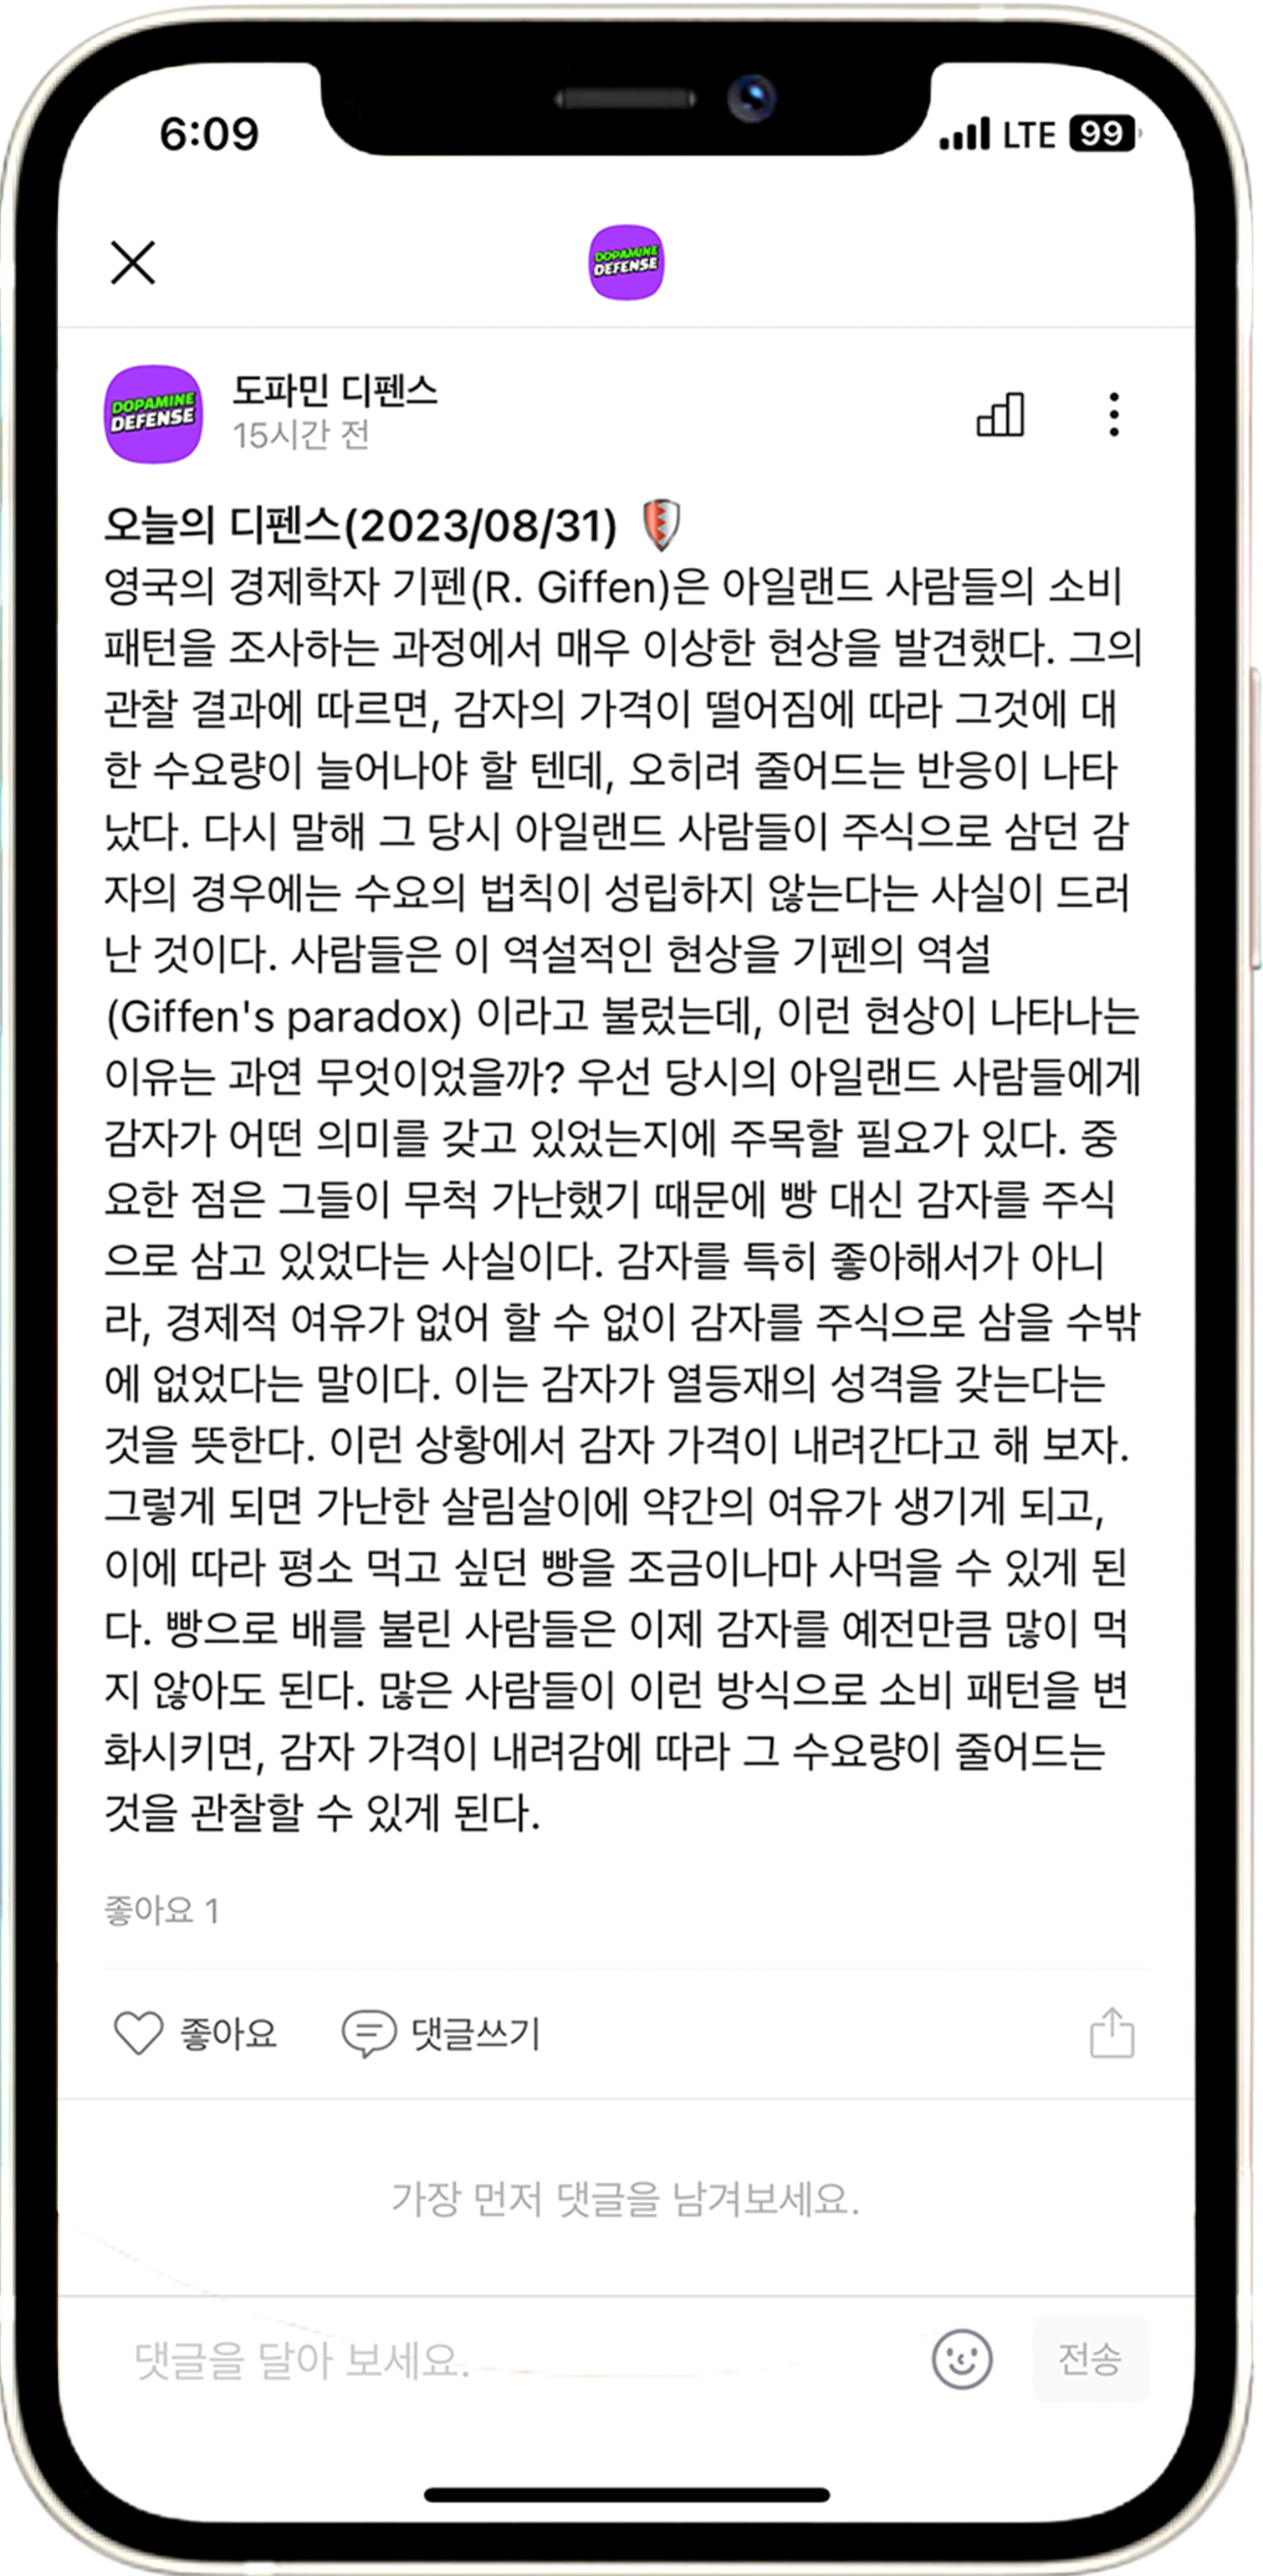 6:09
LTE 99
DOPAMINE
DEFENSE
DOPAMINE
DEFENSE
도파민 디펜스
15시간 전
오늘의 디펜스(2023/08/31)
영국의 경제학자 기펜(R. Giffen)은 아일랜드 사람들의 소비
패턴을 조사하는 과정에서 매우 이상한 현상을 발견했다. 그의
관찰 결과에 따르면, 감자의 가격이 떨어짐에 따라 그것에 대
한 수요량이 늘어나야 할 텐데, 오히려 줄어드는 반응이 나타
났다. 다시 말해 그 당시 아일랜드 사람들이 주식으로 삼던 감
자의 경우에는 수요의 법칙이 성립하지 않는다는 사실이 드러
난 것이다. 사람들은 이 역설적인 현상을 기펜의 역설
(Giffen's paradox) 이라고 불렀는데, 이런 현상이 나타나는
이유는 과연 무엇이었을까? 우선 당시의 아일랜드 사람들에게
감자가 어떤 의미를 갖고 있었는지에 주목할 필요가 있다. 중
요한 점은 그들이 무척 가난했기 때문에 빵 대신 감자를 주식
으로 삼고 있었다는 사실이다. 감자를 특히 좋아해서가 아니
라, 경제적 여유가 없어 할 수 없이 감자를 주식으로 삼을 수밖
에 없었다는 말이다. 이는 감자가 열등재의 성격을 갖는다는
것을 뜻한다. 이런 상황에서 감자 가격이 내려간다고 해 보자.
그렇게 되면 가난한 살림살이에 약간의 여유가 생기게 되고,
이에 따라 평소 먹고 싶던 빵을 조금이나마 사먹을 수 있게 된
다. 빵으로 배를 불린 사람들은 이제 감자를 예전만큼 많이 먹
지 않아도 된다. 많은 사람들이 이런 방식으로 소비 패턴을 변
화시키면, 감자 가격이 내려감에 따라 그 수요량이 줄어드는
것을 관찰할 수 있게 된다.
좋아요 1
좋아요 댓글쓰기
가장 먼저 댓글을 남겨보세요.
댓글을 달아 보세요. 전송